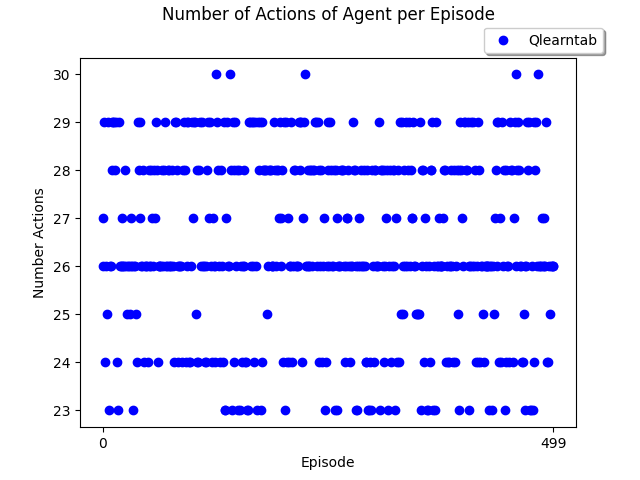 Number of Actions of Agent per Episode
Qlearntab
30
29
28
27
26
25
24
23
Number Actions
0
499
Episode